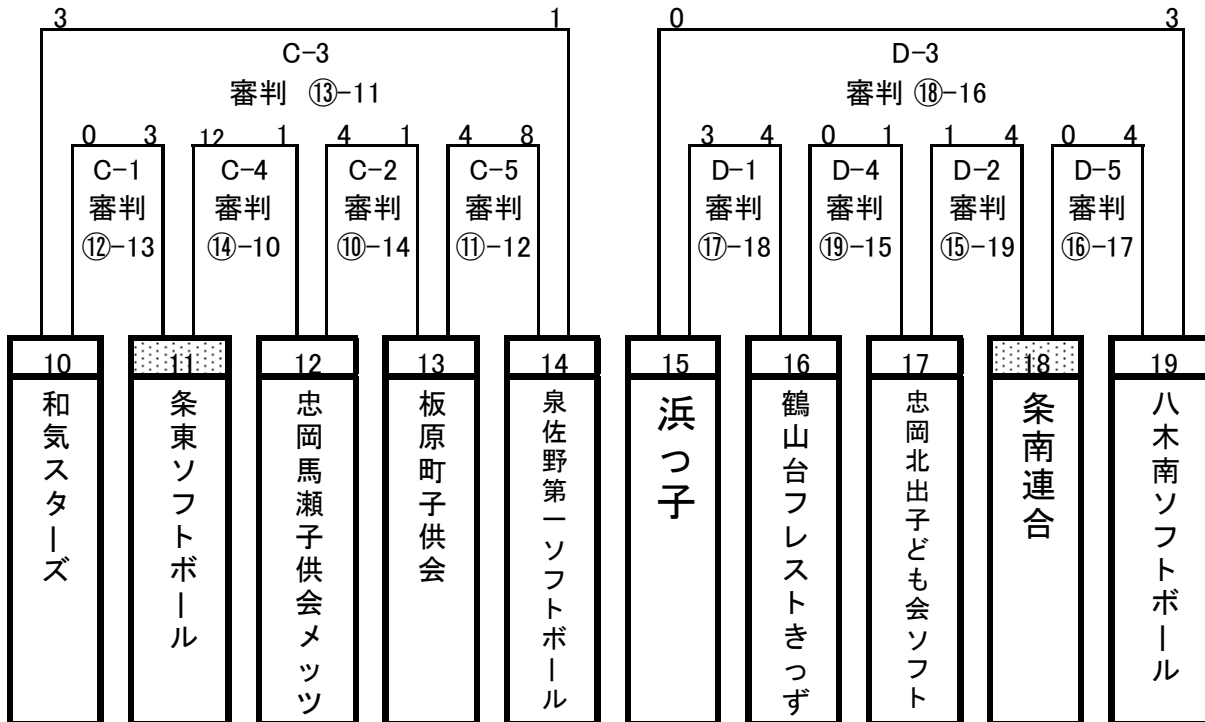 3 1 0 3
C-3 D-3
審判 ⑬-11 審判 ⑱-16
0 3 12 1 4 1 4 8 3 4 0 1 1 4 0 4
C-1 C-4 C-2 C-5 D-1 D-4 D-2 D-5
審判 審判 審判 審判 審判 審判 審判 審判
⑫-13 ⑭-10 ⑩-14 ⑪-12 ⑰-18 ⑲-15 ⑮-19 ⑯-17
10 11 12 13 14 15 16 17 18 19
和気スターズ
条東ソフトボール
忠岡馬瀬子供会メッツ
板原町子供会
泉佐野第一ソフトボール
浜っ子
鶴山台フレストきっず
忠岡北出子ども会ソフト
条南連合
八木南ソフトボール